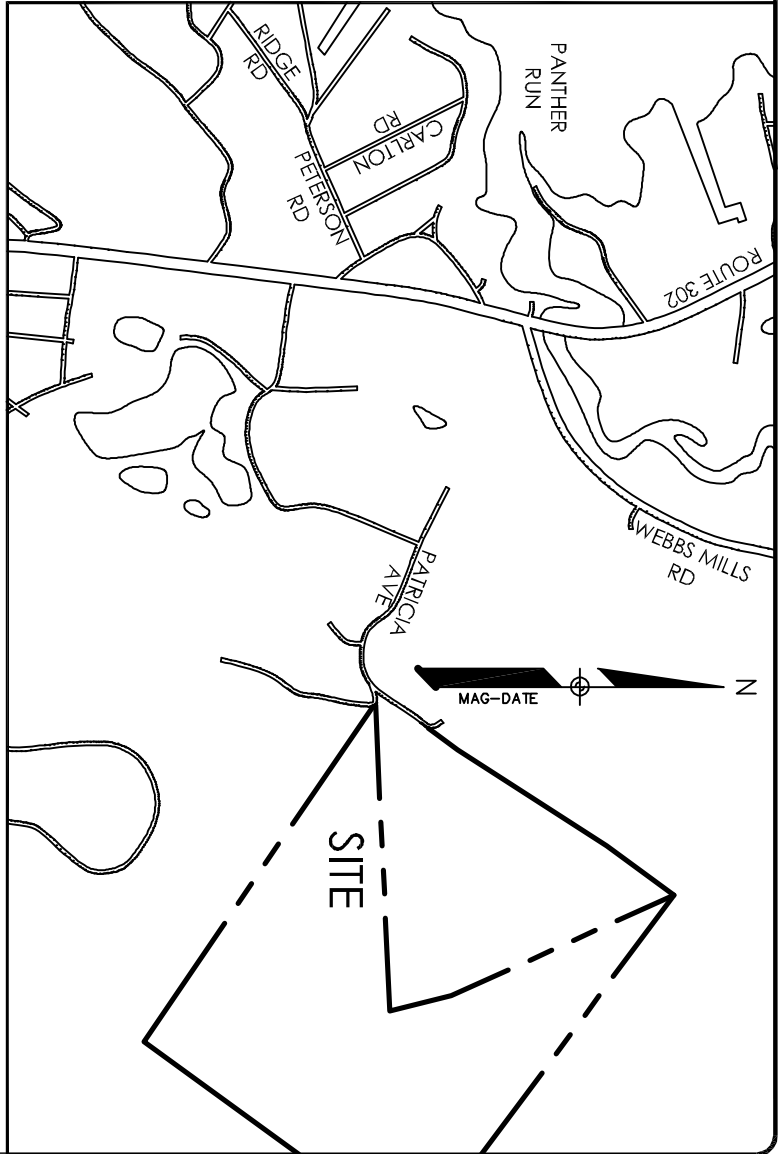 RIDGE
RD
PANTHER
RUN
CARLTON
RD
PETERSON
RD
ROUTE 302
WEBBS MILLS
RD
PATRICIA
AVE
N
MAG-DATE
SITE